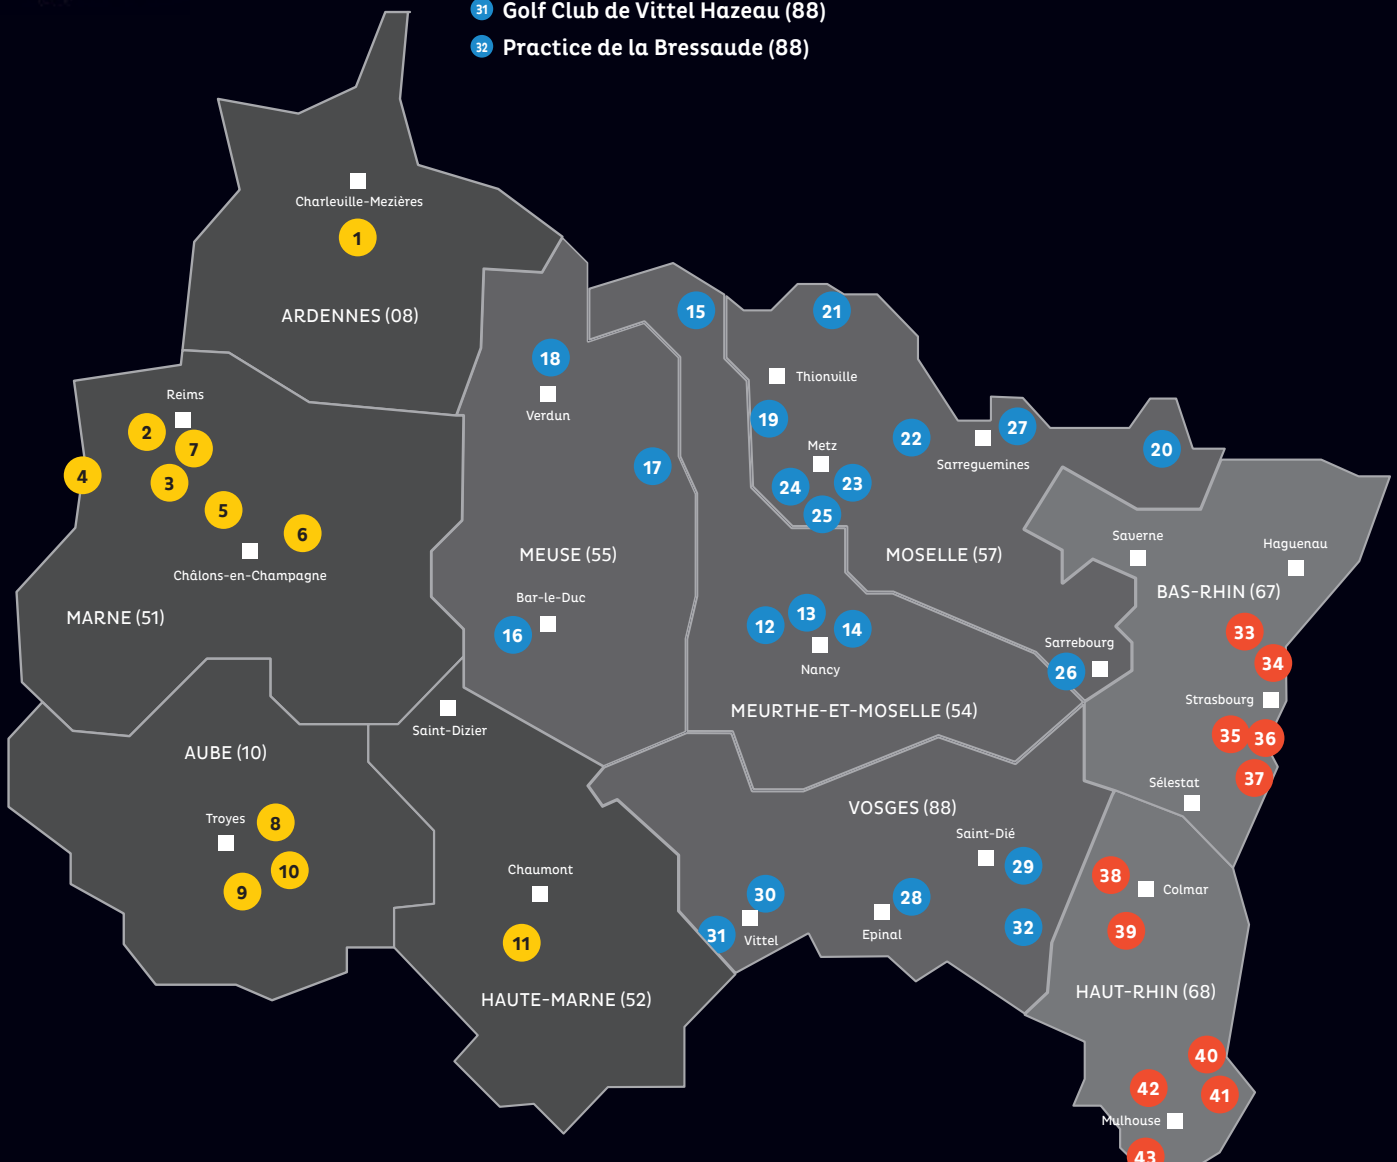 31 Golf Club de Vittel Hazeau (88)
32 Practice de la Bressaude (88)
Charleville-Mezières
1
ARDENNES (08)
15
21
18
Thionville
Verdun
Reims
2
7
19
Metz
22
27
Sarreguemines
20
4
3
17
24
23
5
25
6
Châlons-en-Champagne
MEUSE (55)
MOSELLE (57)
Saverne
Haguenau
MARNE (51)
Bar-le-Duc
16
12
13
14
Nancy
BAS-RHIN (67)
33
34
Sarrebourg
26
Strasbourg
Saint-Dizier
MEURTHE-ET-MOSELLE (54)
35
36
37
AUBE (10)
Sélestat
Troyes
8
VOSGES (88)
Saint-Dié
29
9
10
Chaumont
30
28
38
Colmar
11
31
Vittel
Epinal
32
39
HAUTE-MARNE (52)
HAUT-RHIN (68)
40
42
41
Mulhouse
43